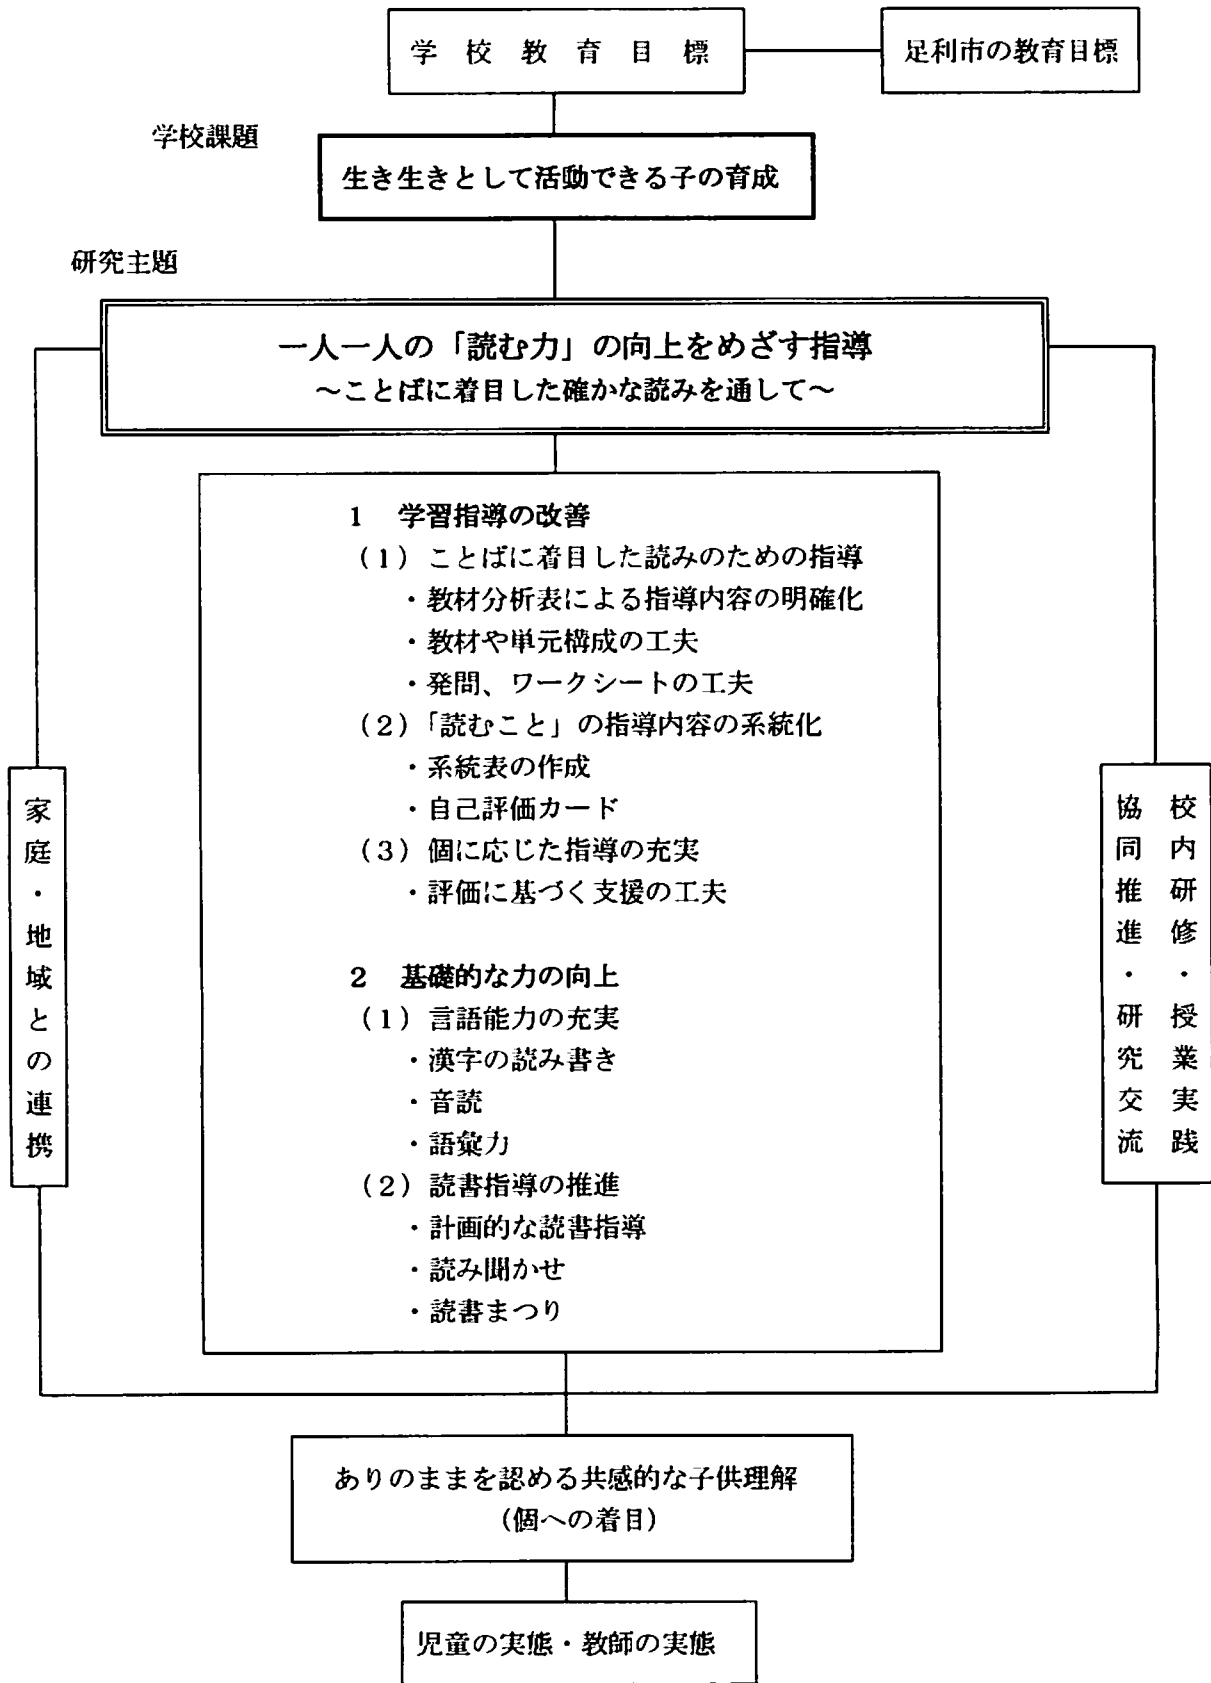 学校教育目標
足利市の教育目標
学校課題
生き生きとして活動できる子の育成
研究主題
一人一人の「読む力」の向上をめざす指導
～ことばに着目した確かな読みを通して～
1　学習指導の改善
（1）ことばに着目した読みのための指導
・教材分析表による指導内容の明確化
・教材や単元構成の工夫
・発問、ワークシートの工夫
（2）「読むこと」の指導内容の系統化
・系統表の作成
・自己評価カード
（3）個に応じた指導の充実
・評価に基づく支援の工夫
2　基礎的な力の向上
（1）言語能力の充実
・漢字の読み書き
・音読
・語彙力
（2）読書指導の推進
・計画的な読書指導
・読み聞かせ
・読書まつり
家庭・地域との連携
校内研修・授業実践
協同推進・研究交流
ありのままを認める共感的な子供理解
（個への着目）
児童の実態・教師の実態